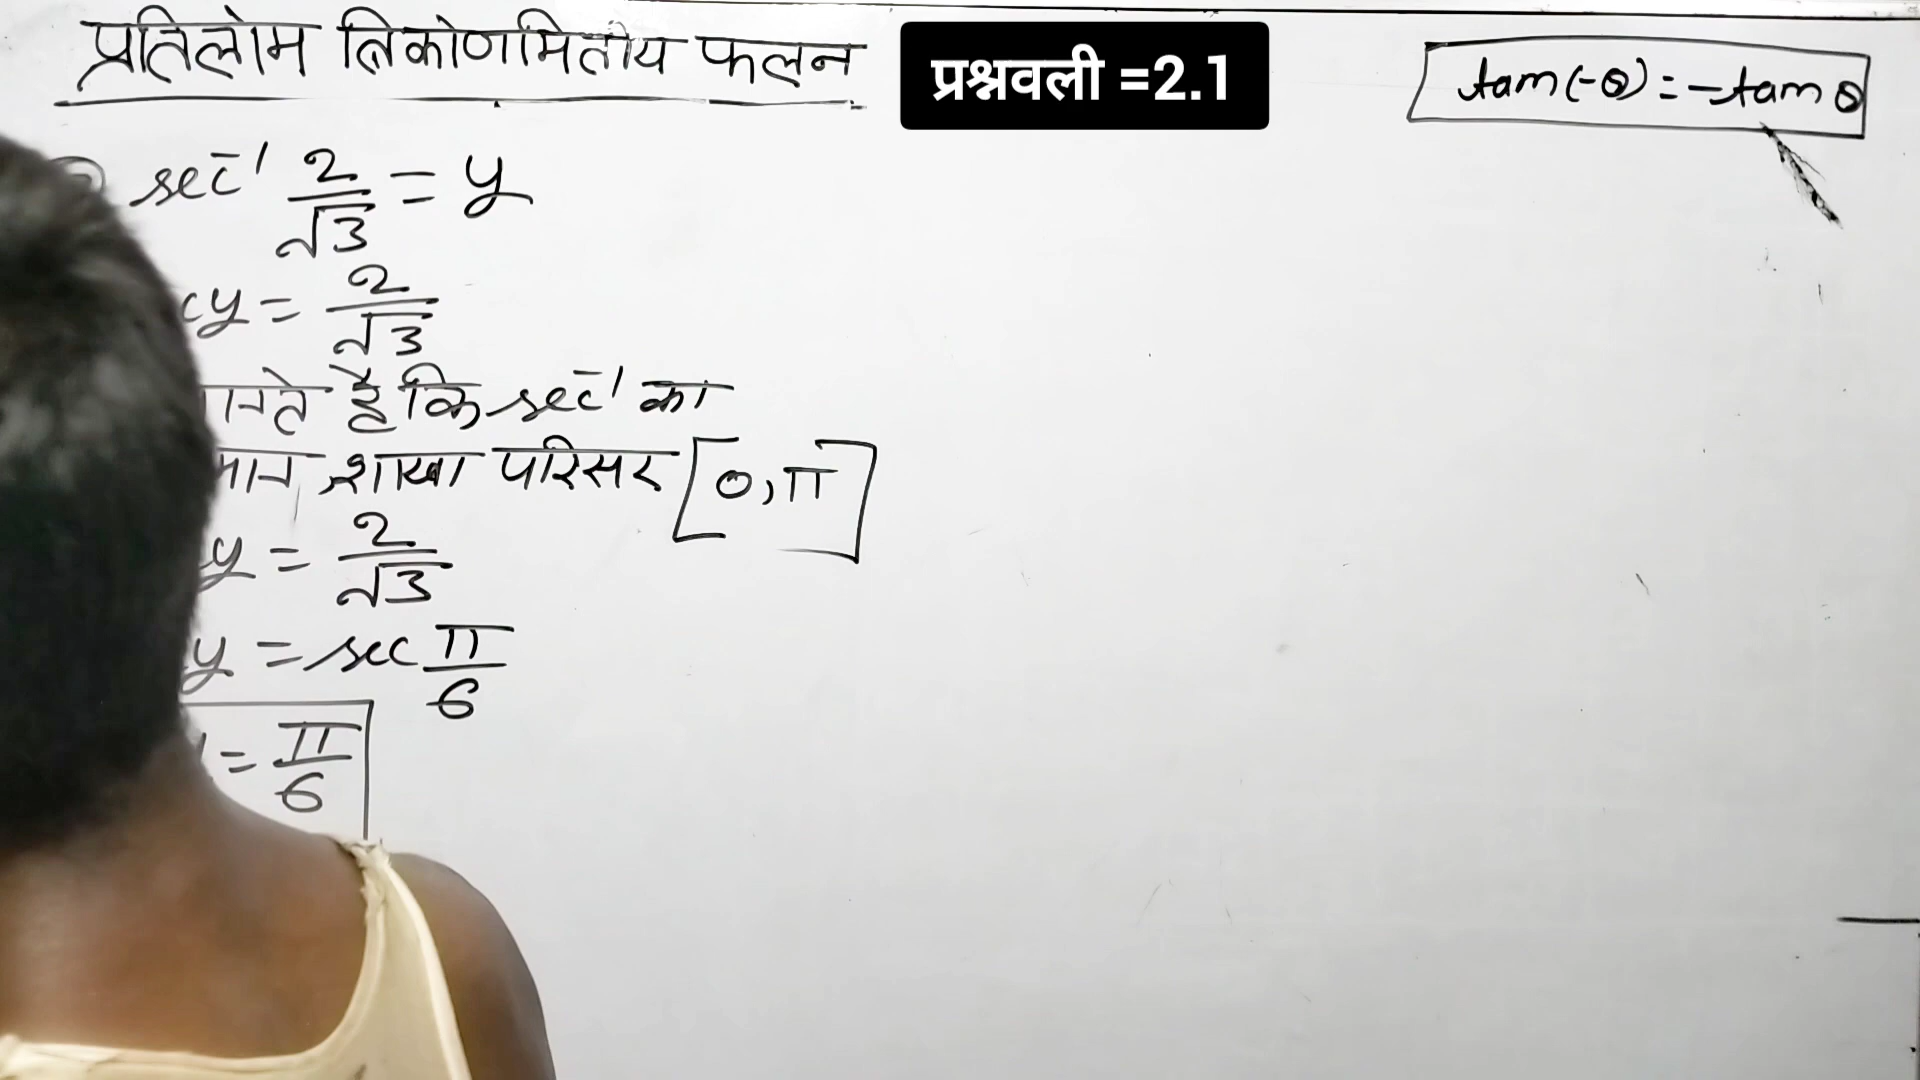 प्रतिलोम त्रिकोणमितीय फलन
प्रश्नवली =2.1
tan(-θ) = -tan θ
sec⁻¹ 2/√3 = y
cy = 2/√3
ानते है कि sec⁻¹ का
मान शाखा परिसर [0, π]
y = 2/√3
y = sec π/6
= π/6